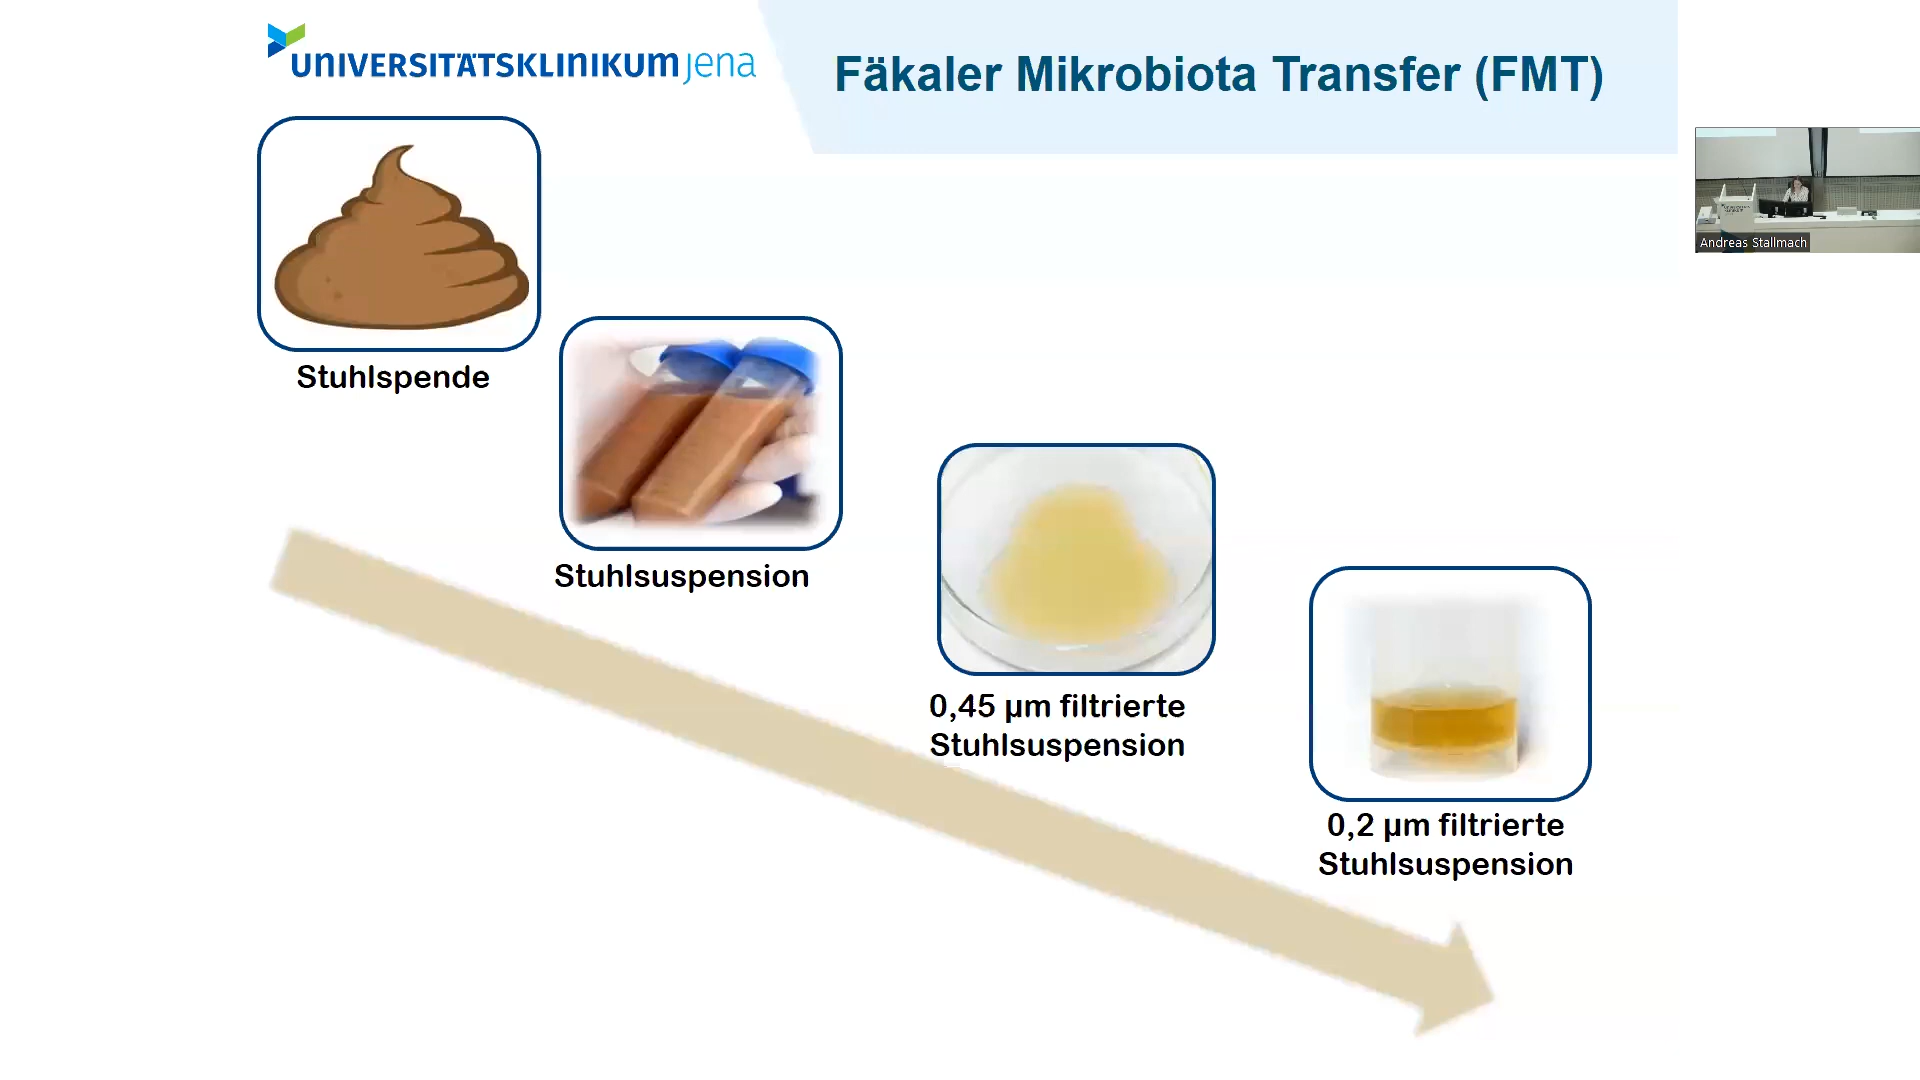 UNIVERSITÄTSKLINIKUM jena
Fäkaler Mikrobiota Transfer (FMT)
Stuhlspende
Stuhlsuspension
0,45 µm filtrierte
Stuhlsuspension
0,2 µm filtrierte
Stuhlsuspension
Andreas Stallmach